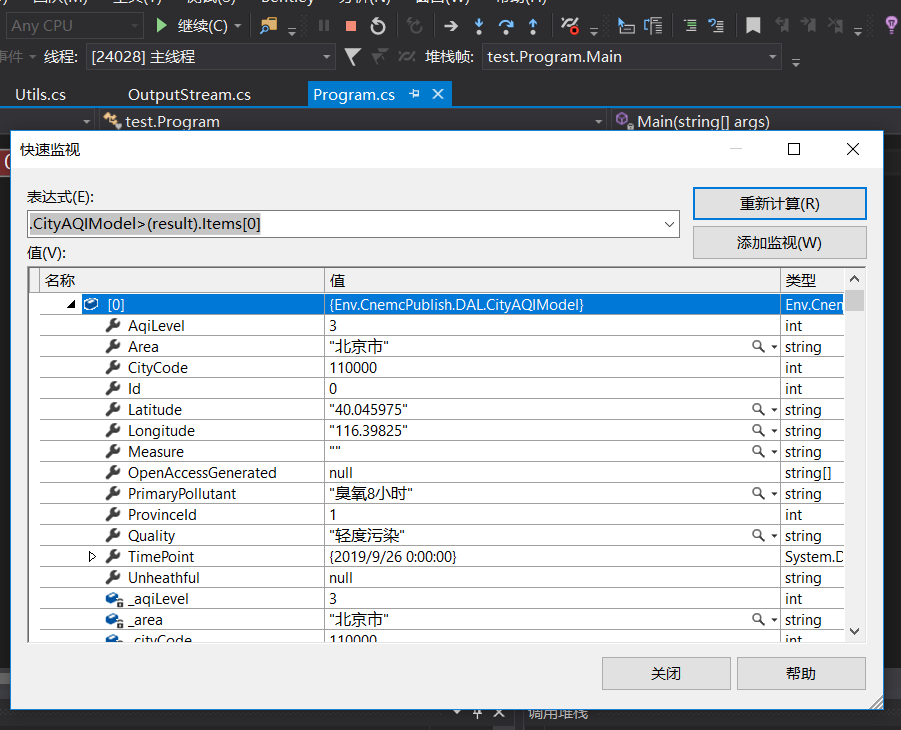 Any CPU
继续(C)
线程:
[24028] 主线程
堆栈帧:
test.Program.Main
Utils.cs
OutputStream.cs
Program.cs
test.Program
Main(string[] args)
快速监视
表达式(E):
.CityAQIModel>(result).Items[0]
重新计算(R)
添加监视(W)
值(V):
名称 值 类型
[0] {Env.CnemcPublish.DAL.CityAQIModel} Env.Cnem
AqiLevel 3 int
Area "北京市" string
CityCode 110000 int
Id 0 int
Latitude "40.045975" string
Longitude "116.39825" string
Measure "" string
OpenAccessGenerated null string[]
PrimaryPollutant "臭氧8小时" string
ProvinceId 1 int
Quality "轻度污染" string
TimePoint {2019/9/26 0:00:00} System.D
Unheathful null string
_aqiLevel 3 int
_area "北京市" string
_cityCode 110000 int
关闭
帮助
调用堆栈